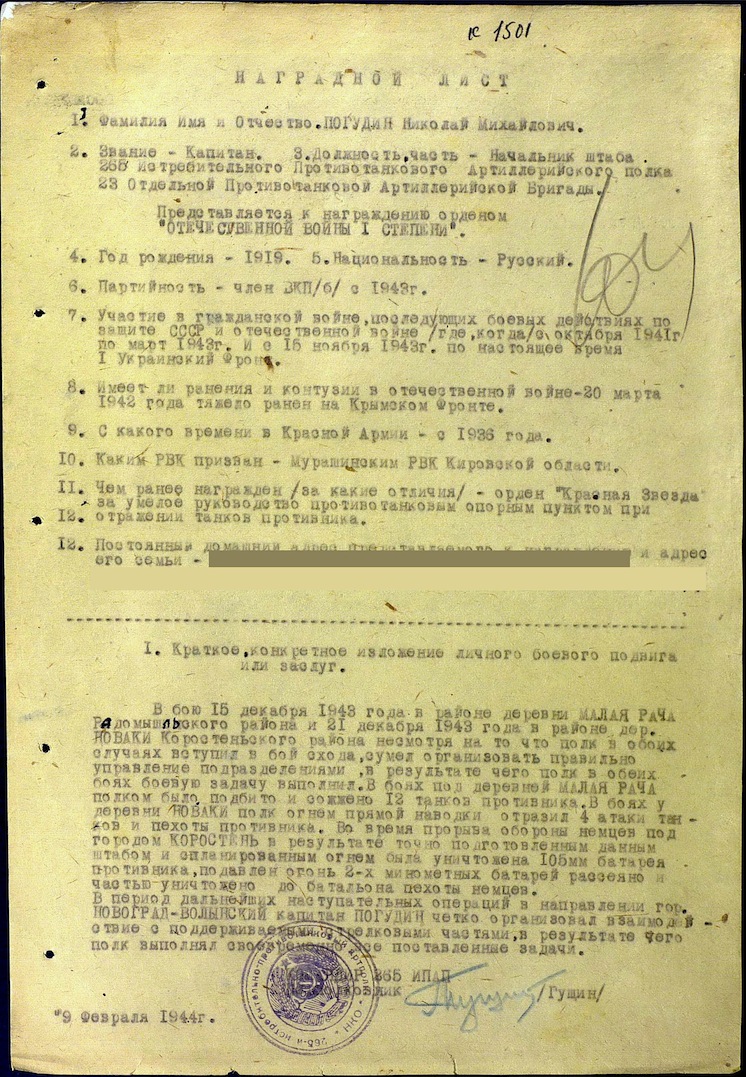 к 1501
НАГРАДНОЙ ЛИСТ
1. Фамилия Имя и Отчество.ПОГУДИН Николай Михайлович.
2. Звание - Капитан. 3.Должность,часть - Начальник штаба .
265 Истребительного Противотанкового Артиллерийского полка
23 Отдельной Противотанковой Артиллерийской Бригады.
Представляется к награждению орденом
"ОТЕЧЕСТВЕННОЙ ВОЙНЫ I СТЕПЕНИ".
4. Год рождения - 1919. 5.Национальность - Русский.
6. Партийность - член ВКП/б/ с 1943г.
7. Участие в гражданской войне,последующих боевых действиях по
защите СССР и отечественной войне /где,когда/с октября 1941г
по март 1943г. И с 15 ноября 1943г. по настоящее время
I Украинский Фронт.
8. Имеет ли ранения и контузии в отечественной войне-20 марта
1942 года тяжело ранен на Крымском Фронте.
9. С какого времени в Красной Армии - с 1936 года.
10. Каким РВК призван - Мурашинским РВК Кировской области.
11. Чем ранее награжден /за какие отличия/ - орден "Красная Звезда"
за умелое руководство противотанковым опорным пунктом при
12. отражении танков противника.
12. Постоянный домашний адрес представляемого к награждению и адрес
его семьи -
I. Краткое,конкретное изложение личного боевого подвига
или заслуг.
В бою 15 декабря 1943 года в районе деревни МАЛАЯ РАЧА
Радомышльского района и 21 декабря 1943 года в районе дер.
НОВАКИ Коростеньского района несмотря на то что полк в обоих
случаях вступил в бой схода,сумел организовать правильно
управление подразделениями ,в результате чего полк в обеих
боях боевую задачу выполнил.В боях под деревней МАЛАЯ РАЧА
полком было подбито и сожжено 12 танков противника.В боях у
деревни НОВАКИ полк огнем прямой наводки отразил 4 атаки тан-
ков и пехоты противника. Во время прорыва обороны немцев под
городом КОРОСТЕНЬ в результате точно подготовленным данным
штабом и спланированным огнем была уничтожена 105мм батарея
противника,подавлен огонь 2-х минометных батарей рассеяно и
частью уничтожено до батальона пехоты немцев.
В период дальнейших наступательных операций в направлении гор.
НОВОГРАД-ВОЛЫНСКИЙ капитан ПОГУДИН четко организовал взаимодей -
ствие с поддерживаемыми стрелковыми частями,в результате чего
полк выполнял своевременно все поставленные задачи.
265 ИПАП
/Гущин/
"9 Февраля 1944г.